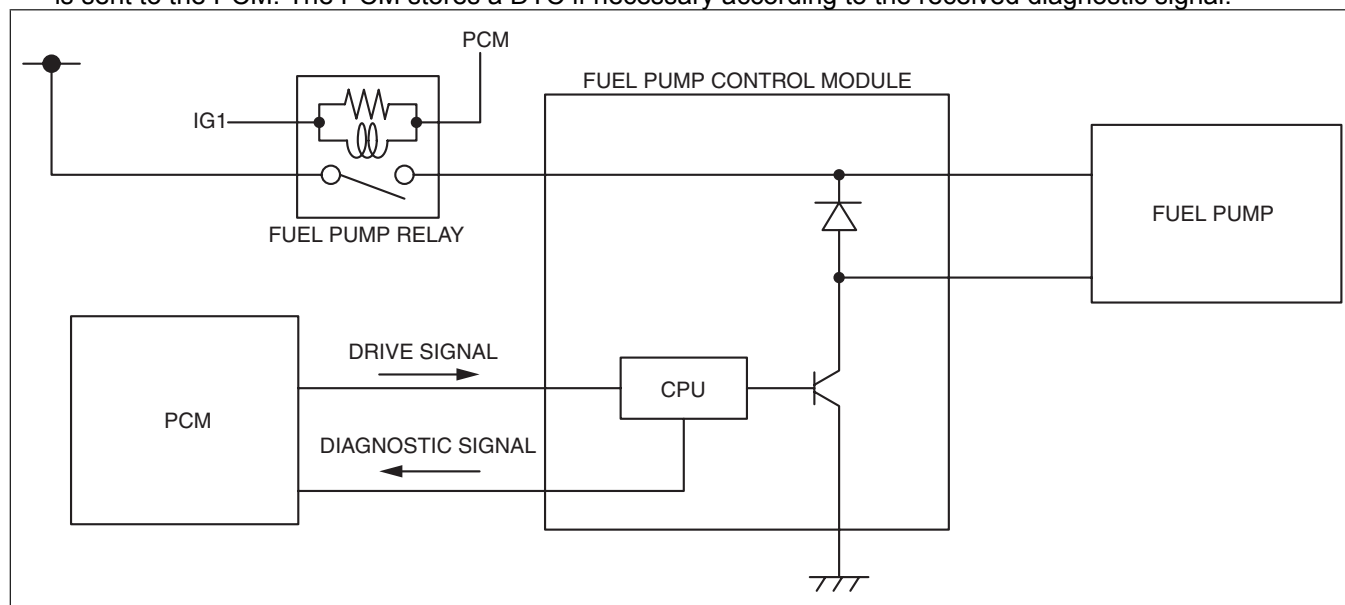 is sent to the PCM. The PCM stores a DTC if necessary according to the received diagnostic signal.
PCM
FUEL PUMP CONTROL MODULE
IG1
FUEL PUMP RELAY
FUEL PUMP
DRIVE SIGNAL
CPU
PCM
DIAGNOSTIC SIGNAL